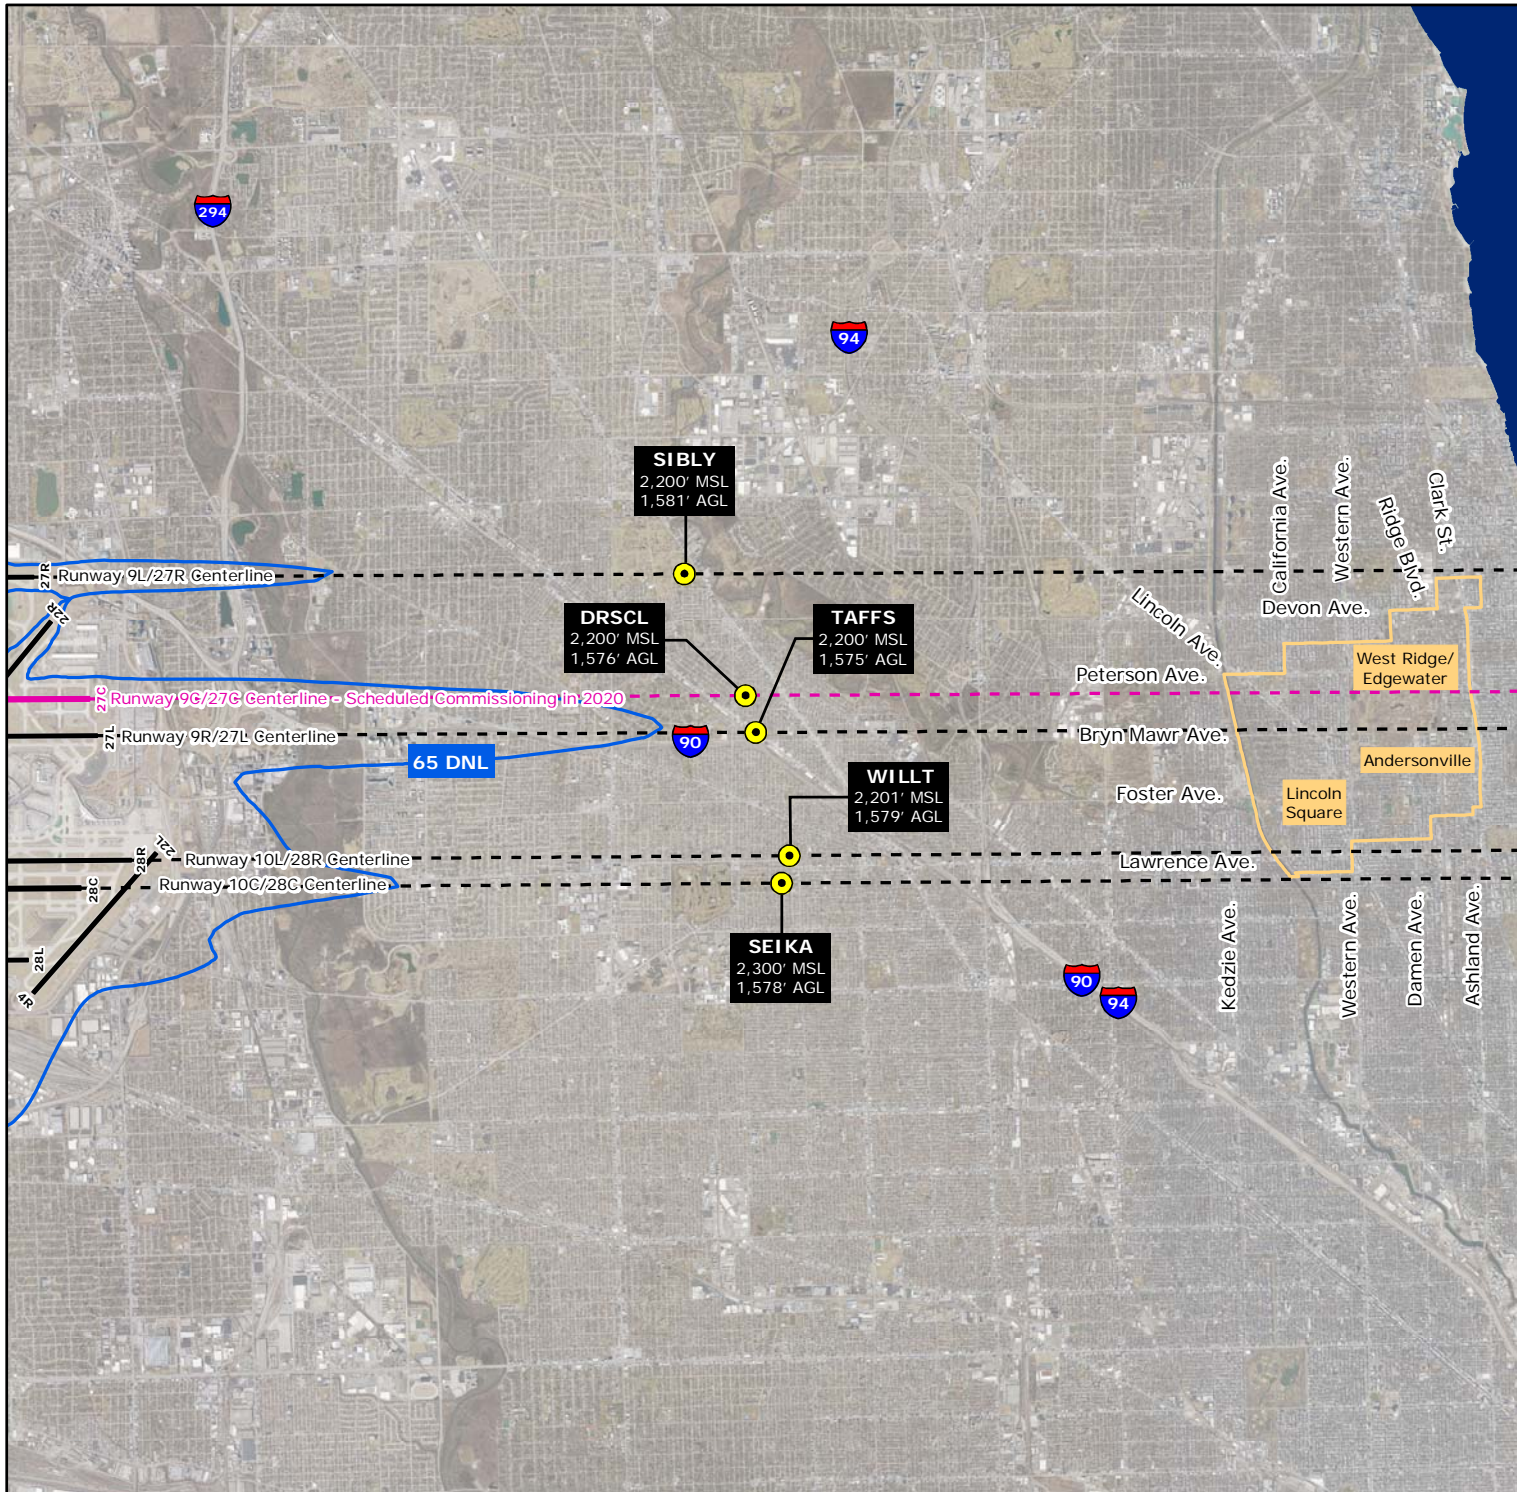 294
94
SIBLY
2,200' MSL
1,581' AGL
California Ave.
Western Ave.
Ridge Blvd.
Clark St.
27R
Runway 9L/27R Centerline
22R
DRSCL
2,200' MSL
1,576' AGL
TAFFS
2,200' MSL
1,575' AGL
Lincoln Ave.
Devon Ave.
Peterson Ave.
West Ridge/
Edgewater
27C
Runway 9C/27C Centerline - Scheduled Commissioning in 2020
27L
Runway 9R/27L Centerline
90
Bryn Mawr Ave.
65 DNL
Andersonville
WILLT
2,201' MSL
1,579' AGL
Foster Ave.
Lincoln
Square
22L
28R
Runway 10L/28R Centerline
Lawrence Ave.
28C
Runway 10C/28C Centerline
28L
4R
SEIKA
2,300' MSL
1,578' AGL
90
94
Kedzie Ave.
Western Ave.
Damen Ave.
Ashland Ave.